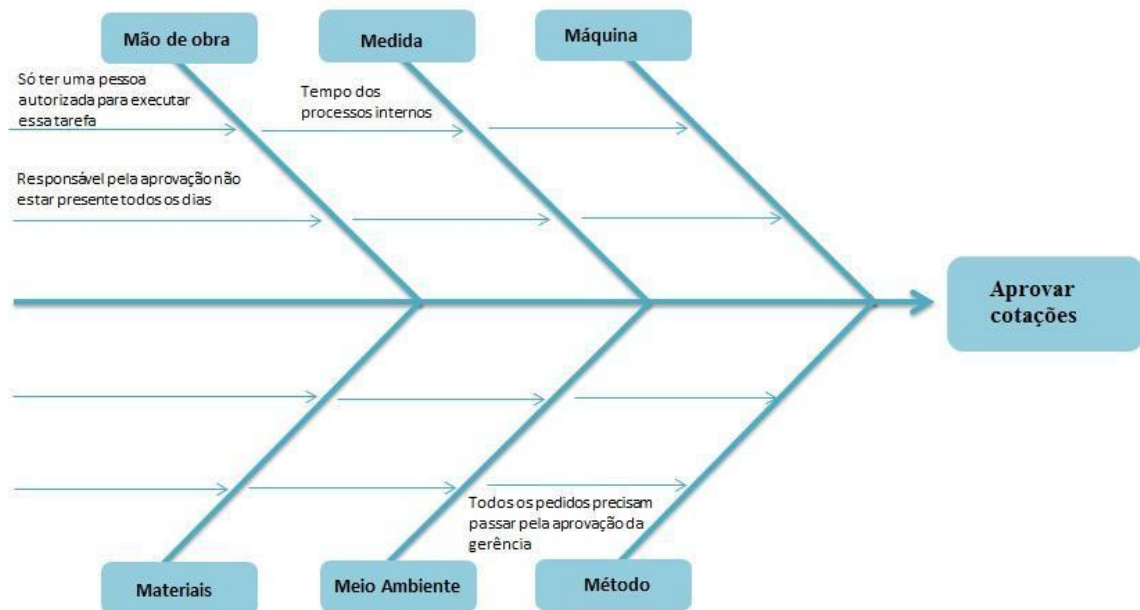 Mão de obra
Medida
Máquina
Só ter uma pessoa
autorizada para executar
essa tarefa
Tempo dos
processos internos
Responsável pela aprovação não
estar presente todos os dias
Aprovar
cotações
Todos os pedidos precisam
passar pela aprovação da
gerência
Materiais
Meio Ambiente
Método